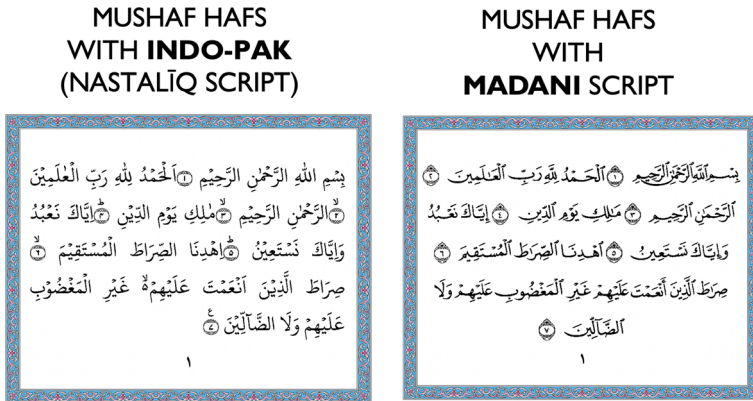 MUSHAF HAFS
WITH INDO-PAK
(NASTALĪQ SCRIPT)
بِسْمِ اللهِ الرَّحْمٰنِ الرَّحِيْمِ ۝١ اَلْحَمْدُ لِلّٰهِ رَبِّ الْعٰلَمِيْنَ
۝٢ الرَّحْمٰنِ الرَّحِيْمِ ۝٣ مٰلِكِ يَوْمِ الدِّيْنِ ۝٤ اِيَّاكَ نَعْبُدُ
وَاِيَّاكَ نَسْتَعِيْنُ ۝٥ اِهْدِنَا الصِّرَاطَ الْمُسْتَقِيْمَ ۝٦
صِرَاطَ الَّذِيْنَ اَنْعَمْتَ عَلَيْهِمْ ۝ۙ غَيْرِ الْمَغْضُوْبِ
عَلَيْهِمْ وَلَا الضَّآلِّيْنَ ۝٧
١
MUSHAF HAFS
WITH
MADANI SCRIPT
بِسْمِ ٱللَّهِ ٱلرَّحْمَٰنِ ٱلرَّحِيمِ ۝١ ٱلْحَمْدُ لِلَّهِ رَبِّ ٱلْعَٰلَمِينَ ۝٢
ٱلرَّحْمَٰنِ ٱلرَّحِيمِ ۝٣ مَٰلِكِ يَوْمِ ٱلدِّينِ ۝٤ إِيَّاكَ نَعْبُدُ
وَإِيَّاكَ نَسْتَعِينُ ۝٥ ٱهْدِنَا ٱلصِّرَٰطَ ٱلْمُسْتَقِيمَ ۝٦
صِرَٰطَ ٱلَّذِينَ أَنْعَمْتَ عَلَيْهِمْ غَيْرِ ٱلْمَغْضُوبِ عَلَيْهِمْ وَلَا
ٱلضَّآلِّينَ ۝٧
١